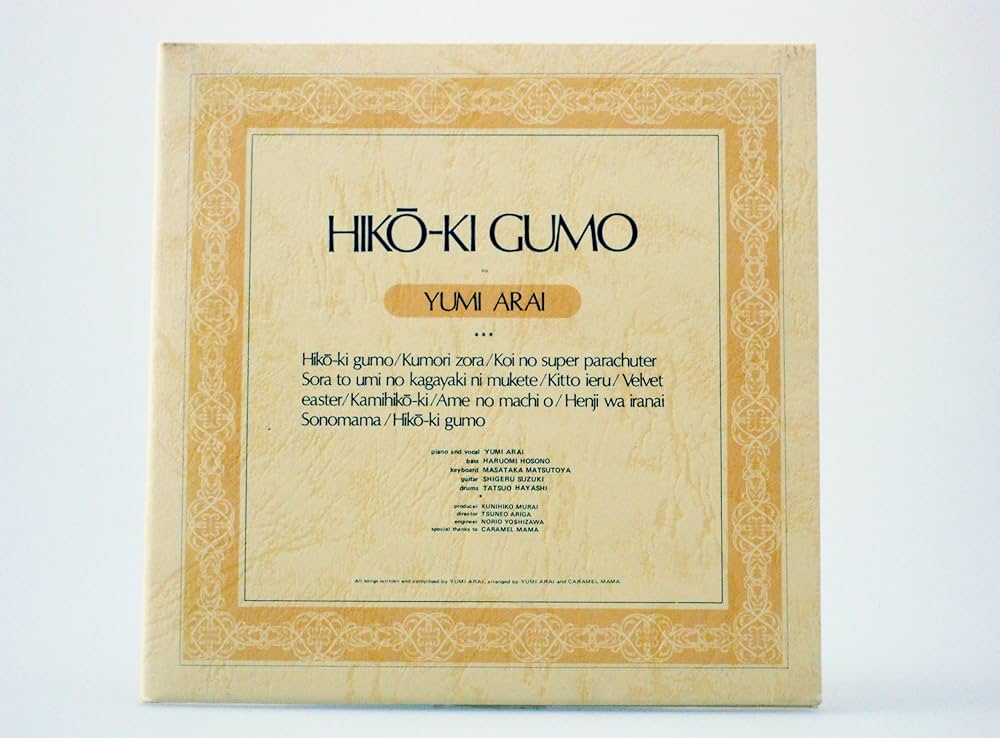 HIKŌ-KI GUMO
by
YUMI ARAI
***
Hikō-ki gumo/Kumori zora/Koi no super parachuter
Sora to umi no kagayaki ni mukete/Kitto ieru/Velvet
easter/Kamihikō-ki/Ame no machi o/Henji wa iranai
Sonomama/Hikō-ki gumo
piano and vocal YUMI ARAI
bass HARUOMI HOSONO
keyboard MASATAKA MATSUTOYA
guitar SHIGERU SUZUKI
drums TATSUO HAYASHI
*
producer KUNIHIKO MURAI
director TSUNEO ARIGA
engineer NORIO YOSHIZAWA
special thanks to CARAMEL MAMA
All songs written and composed by YUMI ARAI, arranged by YUMI ARAI and CARAMEL MAMA